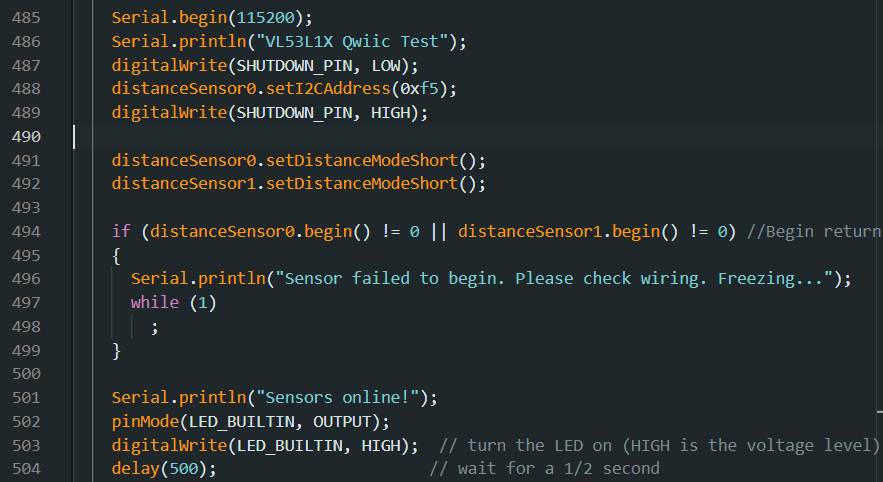 485 Serial.begin(115200);
486 Serial.println("VL53L1X Qwiic Test");
487 digitalWrite(SHUTDOWN_PIN, LOW);
488 distanceSensor0.setI2CAddress(0xf5);
489 digitalWrite(SHUTDOWN_PIN, HIGH);
490
491 distanceSensor0.setDistanceModeShort();
492 distanceSensor1.setDistanceModeShort();
493
494 if (distanceSensor0.begin() != 0 || distanceSensor1.begin() != 0) //Begin return
495 {
496 Serial.println("Sensor failed to begin. Please check wiring. Freezing...");
497 while (1)
498 ;
499 }
500
501 Serial.println("Sensors online!");
502 pinMode(LED_BUILTIN, OUTPUT);
503 digitalWrite(LED_BUILTIN, HIGH); // turn the LED on (HIGH is the voltage level)
504 delay(500); // wait for a 1/2 second